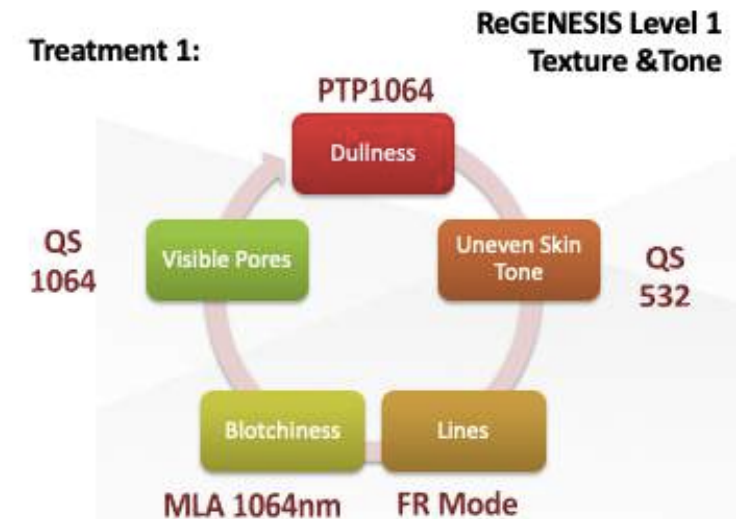 Treatment 1:
ReGENESIS Level 1
Texture &Tone
PTP1064
Dullness
Uneven Skin
Tone
QS
532
Lines
FR Mode
Blotchiness
MLA 1064nm
Visible Pores
QS
1064